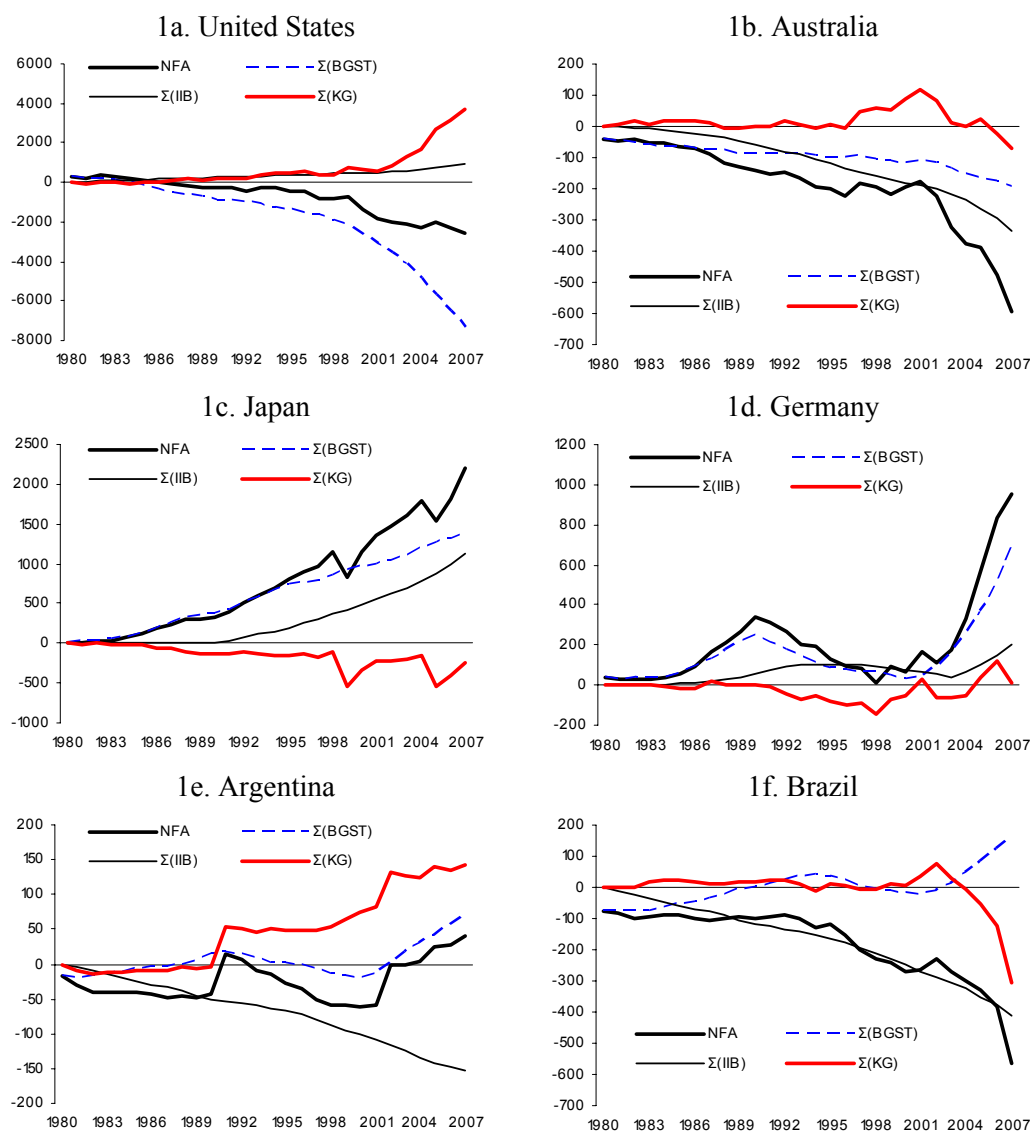 1a. United States
6000
4000
2000
0
-2000
-4000
-6000
-8000
NFA
Σ(BGST)
Σ(IIB)
Σ(KG)
1980 1983 1986 1989 1992 1995 1998 2001 2004 2007
1b. Australia
200
100
0
-100
-200
-300
-400
-500
-600
-700
NFA
Σ(BGST)
Σ(IIB)
Σ(KG)
1980 1983 1986 1989 1992 1995 1998 2001 2004 2007
1c. Japan
2500
2000
1500
1000
500
0
-500
-1000
NFA
Σ(BGST)
Σ(IIB)
Σ(KG)
1980 1983 1986 1989 1992 1995 1998 2001 2004 2007
1d. Germany
1200
1000
800
600
400
200
0
-200
NFA
Σ(BGST)
Σ(IIB)
Σ(KG)
1980 1983 1986 1989 1992 1995 1998 2001 2004 2007
1e. Argentina
200
150
100
50
0
-50
-100
-150
-200
NFA
Σ(BGST)
Σ(IIB)
Σ(KG)
1980 1983 1986 1989 1992 1995 1998 2001 2004 2007
1f. Brazil
200
100
0
-100
-200
-300
-400
-500
-600
-700
NFA
Σ(BGST)
Σ(IIB)
Σ(KG)
1980 1983 1986 1989 1992 1995 1998 2001 2004 2007